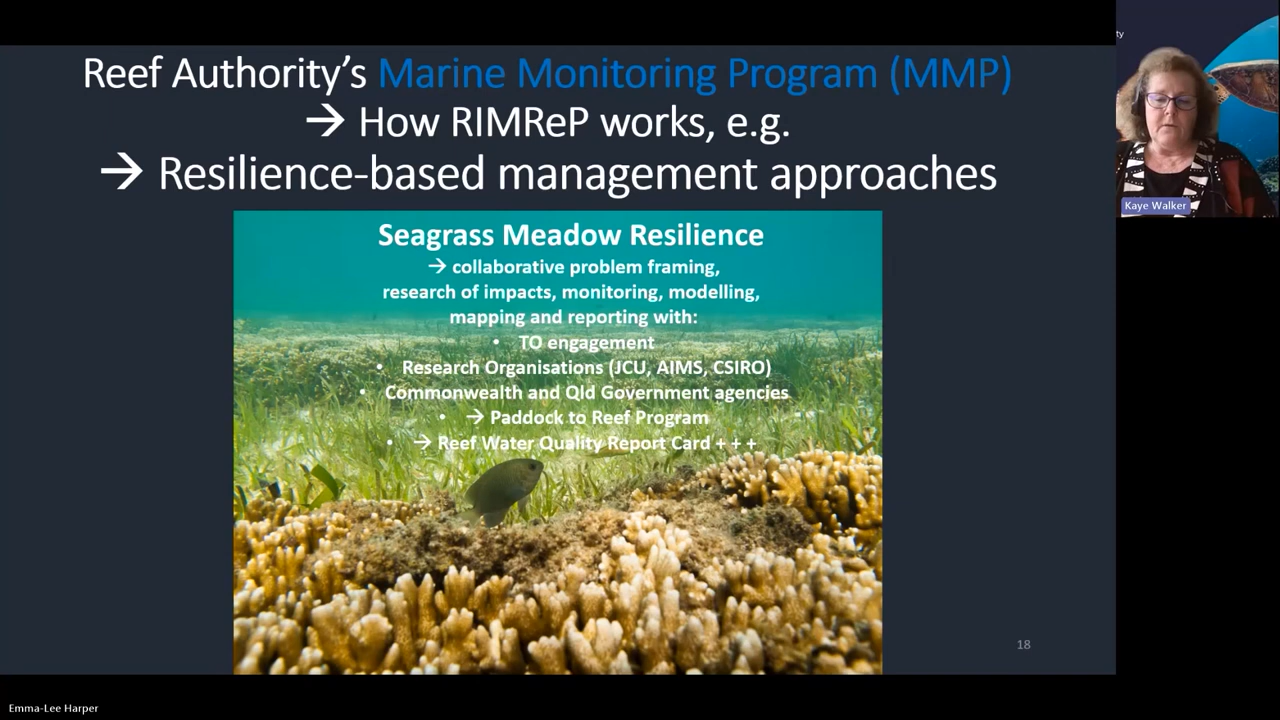 Reef Authority's Marine Monitoring Program (MMP)
→ How RIMReP works, e.g.
→ Resilience-based management approaches
Seagrass Meadow Resilience
→ collaborative problem framing,
research of impacts, monitoring, modelling,
mapping and reporting with:
• TO engagement
• Research Organisations (JCU, AIMS, CSIRO)
• Commonwealth and Qld Government agencies
• → Paddock to Reef Program
• → Reef Water Quality Report Card + + +
18
ty
Kaye Walker
Emma-Lee Harper